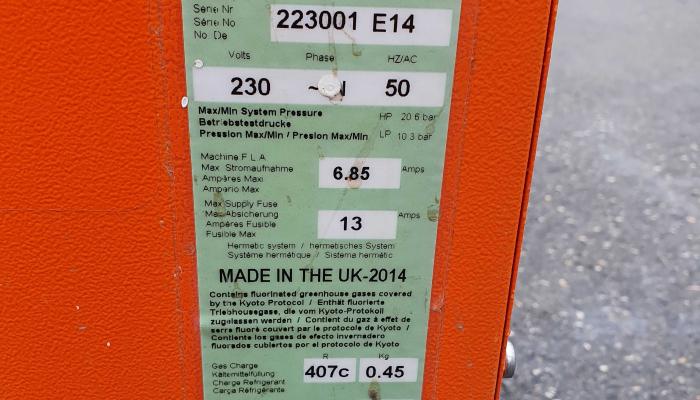 Serie Nr
Série No
No De
223001 E14
Volts Phase HZ/AC
230 ~ 50
Max/Min System Pressure HP 20.6 bar
Betriebstestdrucke
Pression Max/Min / Presion Max/Min LP 10.3 bar
Machine F L A
Max Stromaufnahme 6.85 Amps
Ampères Maxi
Ampario Max
Max Supply Fuse
Max Absicherung 13 Amps
Ampères Fusible
Fusible Max
Hermetic system / hermetisches System
Système hermétique / Sistema hermétic
MADE IN THE UK-2014
Contains fluorinated greenhouse gases covered
by the Kyoto Protocol / Enthält fluorierte
Triebhousegase, die vom Kyoto-Protokoll
zugelassen werden / Contient du gaz à effet de
serre fluoré couvert par le protocole de Kyoto /
Contiente los gases de efecto invernadero
fluorados cubiertos por el protocolo de Kyoto
R Kg
Gas Charge 407c 0.45
Kältemittelfüllung
Charge Refrigerant
Carça Réfrigérante